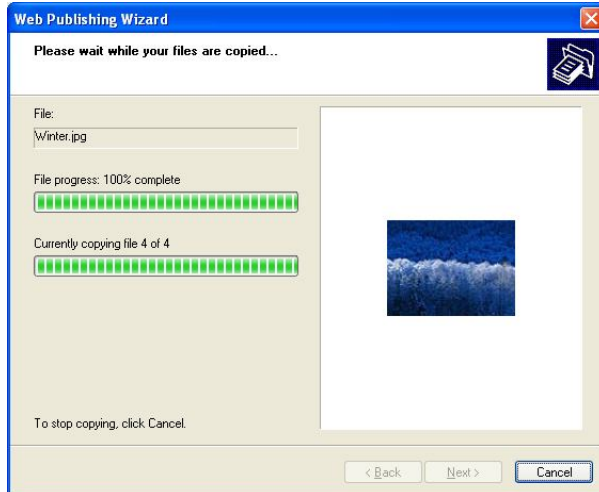 Web Publishing Wizard
Please wait while your files are copied...
File:
Winter.jpg
File progress: 100% complete
Currently copying file 4 of 4
To stop copying, click Cancel.
< Back Next > Cancel